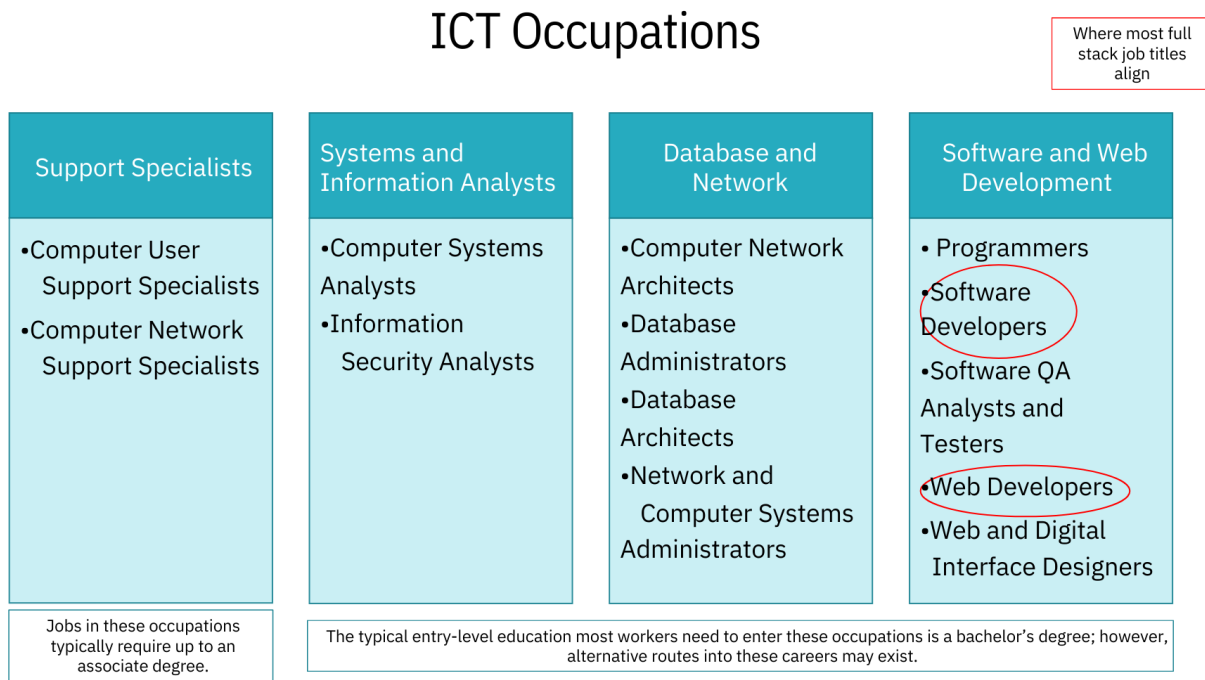 ICT Occupations
Where most full
stack job titles
align
Support Specialists
•Computer User
Support Specialists
•Computer Network
Support Specialists
Systems and
Information Analysts
•Computer Systems
Analysts
•Information
Security Analysts
Database and
Network
•Computer Network
Architects
•Database
Administrators
•Database
Architects
•Network and
Computer Systems
Administrators
Software and Web
Development
• Programmers
•Software
Developers
•Software QA
Analysts and
Testers
•Web Developers
•Web and Digital
Interface Designers
Jobs in these occupations
typically require up to an
associate degree.
The typical entry-level education most workers need to enter these occupations is a bachelor’s degree; however,
alternative routes into these careers may exist.